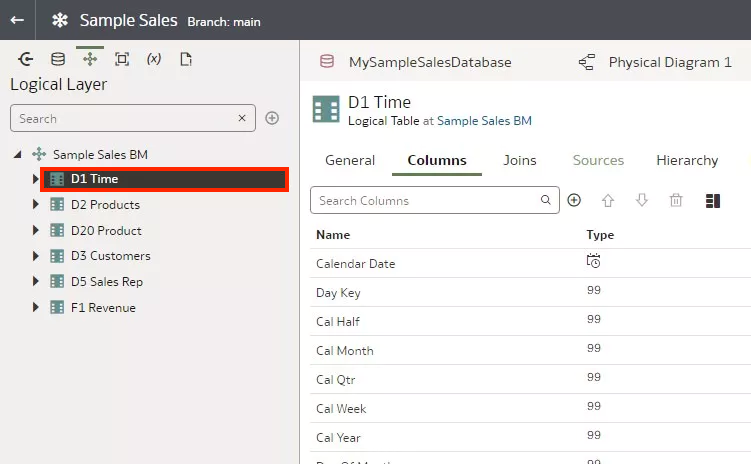 Sample Sales Branch: main
(x)
Logical Layer
Search
Sample Sales BM
D1 Time
D2 Products
D20 Product
D3 Customers
D5 Sales Rep
F1 Revenue
MySampleSalesDatabase
Physical Diagram 1
D1 Time
Logical Table at Sample Sales BM
General Columns Joins Sources Hierarchy
Search Columns
Name Type
Calendar Date
Day Key 99
Cal Half 99
Cal Month 99
Cal Qtr 99
Cal Week 99
Cal Year 99